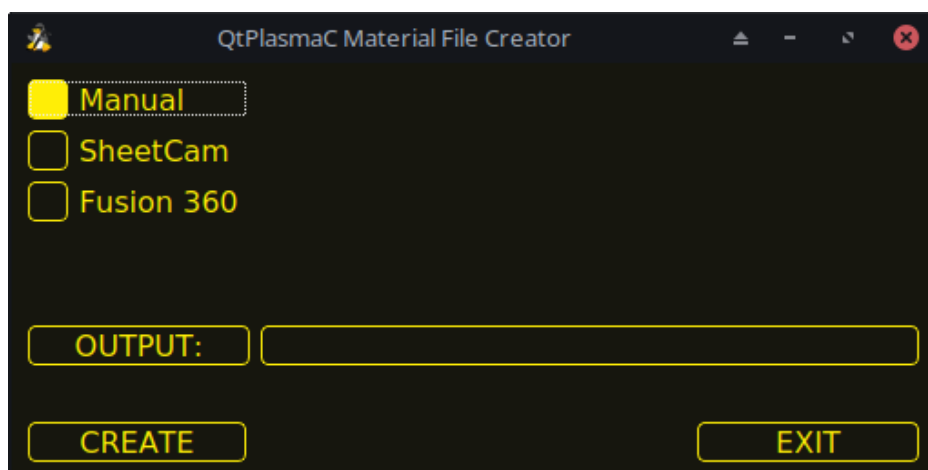 QtPlasmaC Material File Creator
Manual
SheetCam
Fusion 360
OUTPUT:
CREATE EXIT